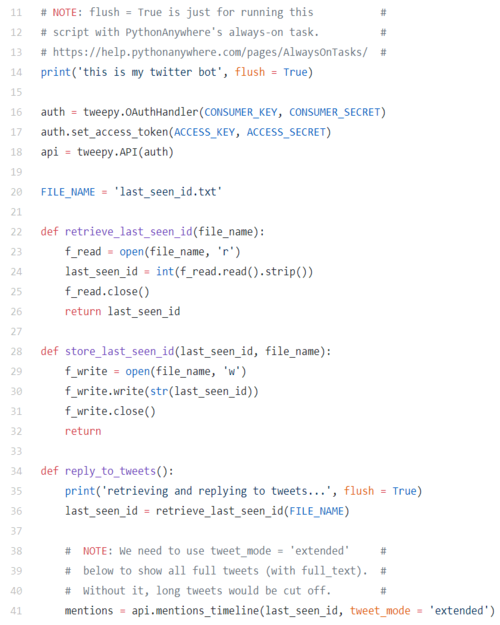 11 # NOTE: flush = True is just for running this #
12 # script with PythonAnywhere's always-on task. #
13 # https://help.pythonanywhere.com/pages/AlwaysOnTasks/ #
14 print('this is my twitter bot', flush = True)
15
16 auth = tweepy.OAuthHandler(CONSUMER_KEY, CONSUMER_SECRET)
17 auth.set_access_token(ACCESS_KEY, ACCESS_SECRET)
18 api = tweepy.API(auth)
19
20 FILE_NAME = 'last_seen_id.txt'
21
22 def retrieve_last_seen_id(file_name):
23     f_read = open(file_name, 'r')
24     last_seen_id = int(f_read.read().strip())
25     f_read.close()
26     return last_seen_id
27
28 def store_last_seen_id(last_seen_id, file_name):
29     f_write = open(file_name, 'w')
30     f_write.write(str(last_seen_id))
31     f_write.close()
32     return
33
34 def reply_to_tweets():
35     print('retrieving and replying to tweets...', flush = True)
36     last_seen_id = retrieve_last_seen_id(FILE_NAME)
37
38     # NOTE: We need to use tweet_mode = 'extended' #
39     # below to show all full tweets (with full_text). #
40     # Without it, long tweets would be cut off. #
41     mentions = api.mentions_timeline(last_seen_id, tweet_mode = 'extended')